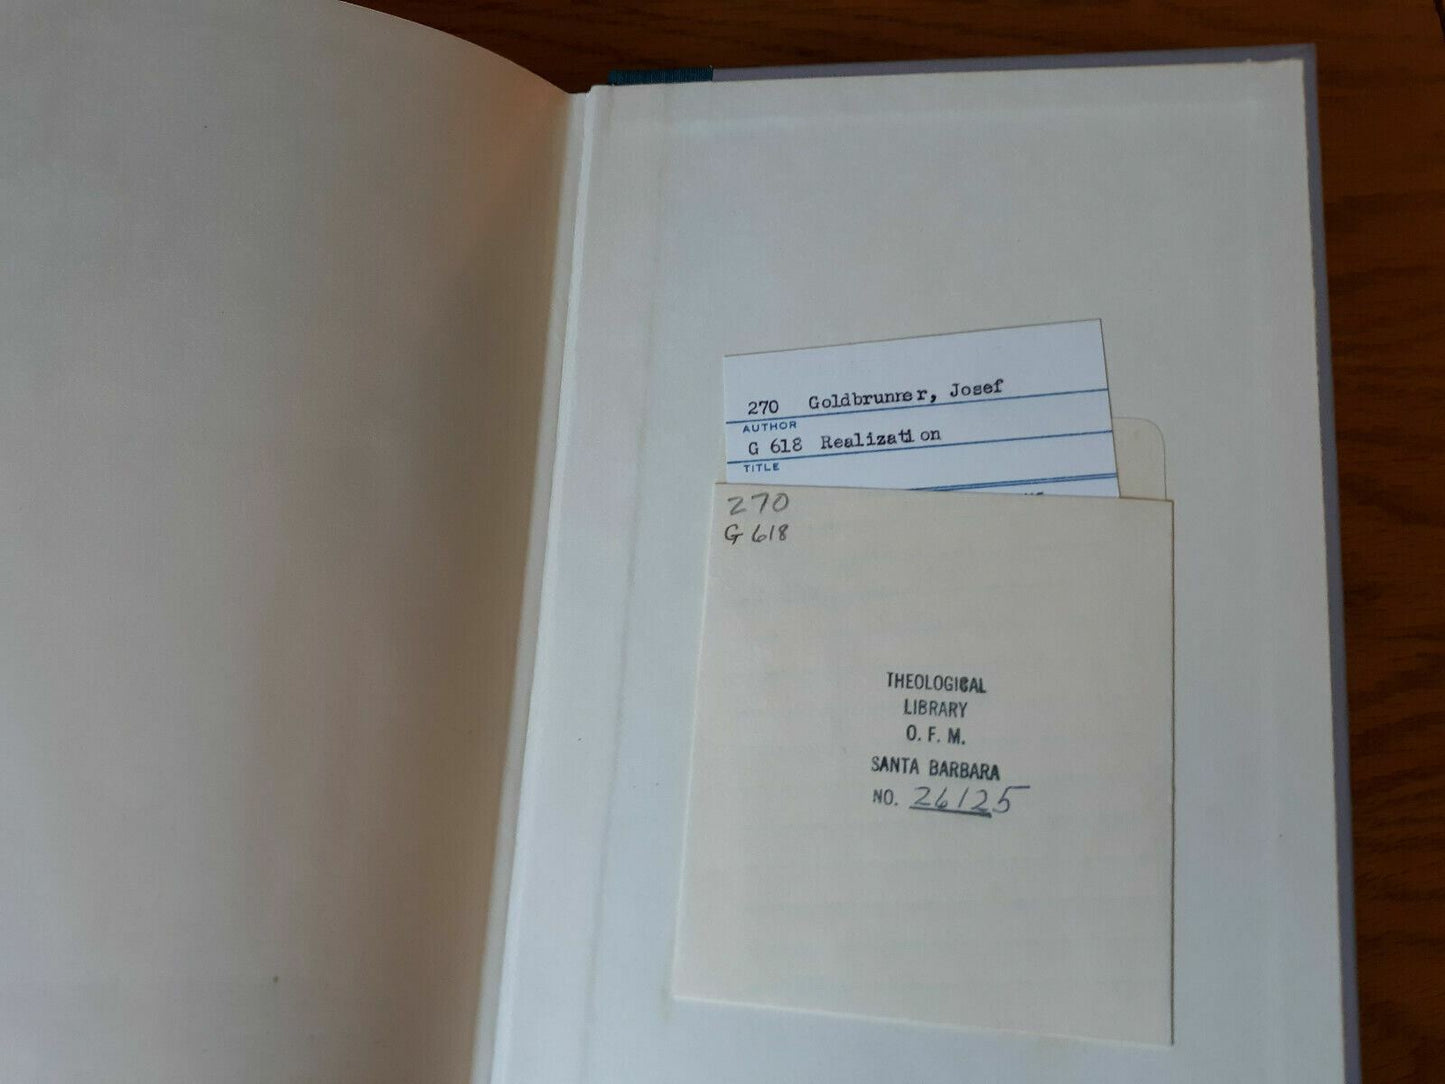 270 Goldbrunner, Josef
AUTHOR
G 618 Realization
TITLE
270
G 618
THEOLOGICAL
LIBRARY
O. F. M.
SANTA BARBARA
NO. 26125